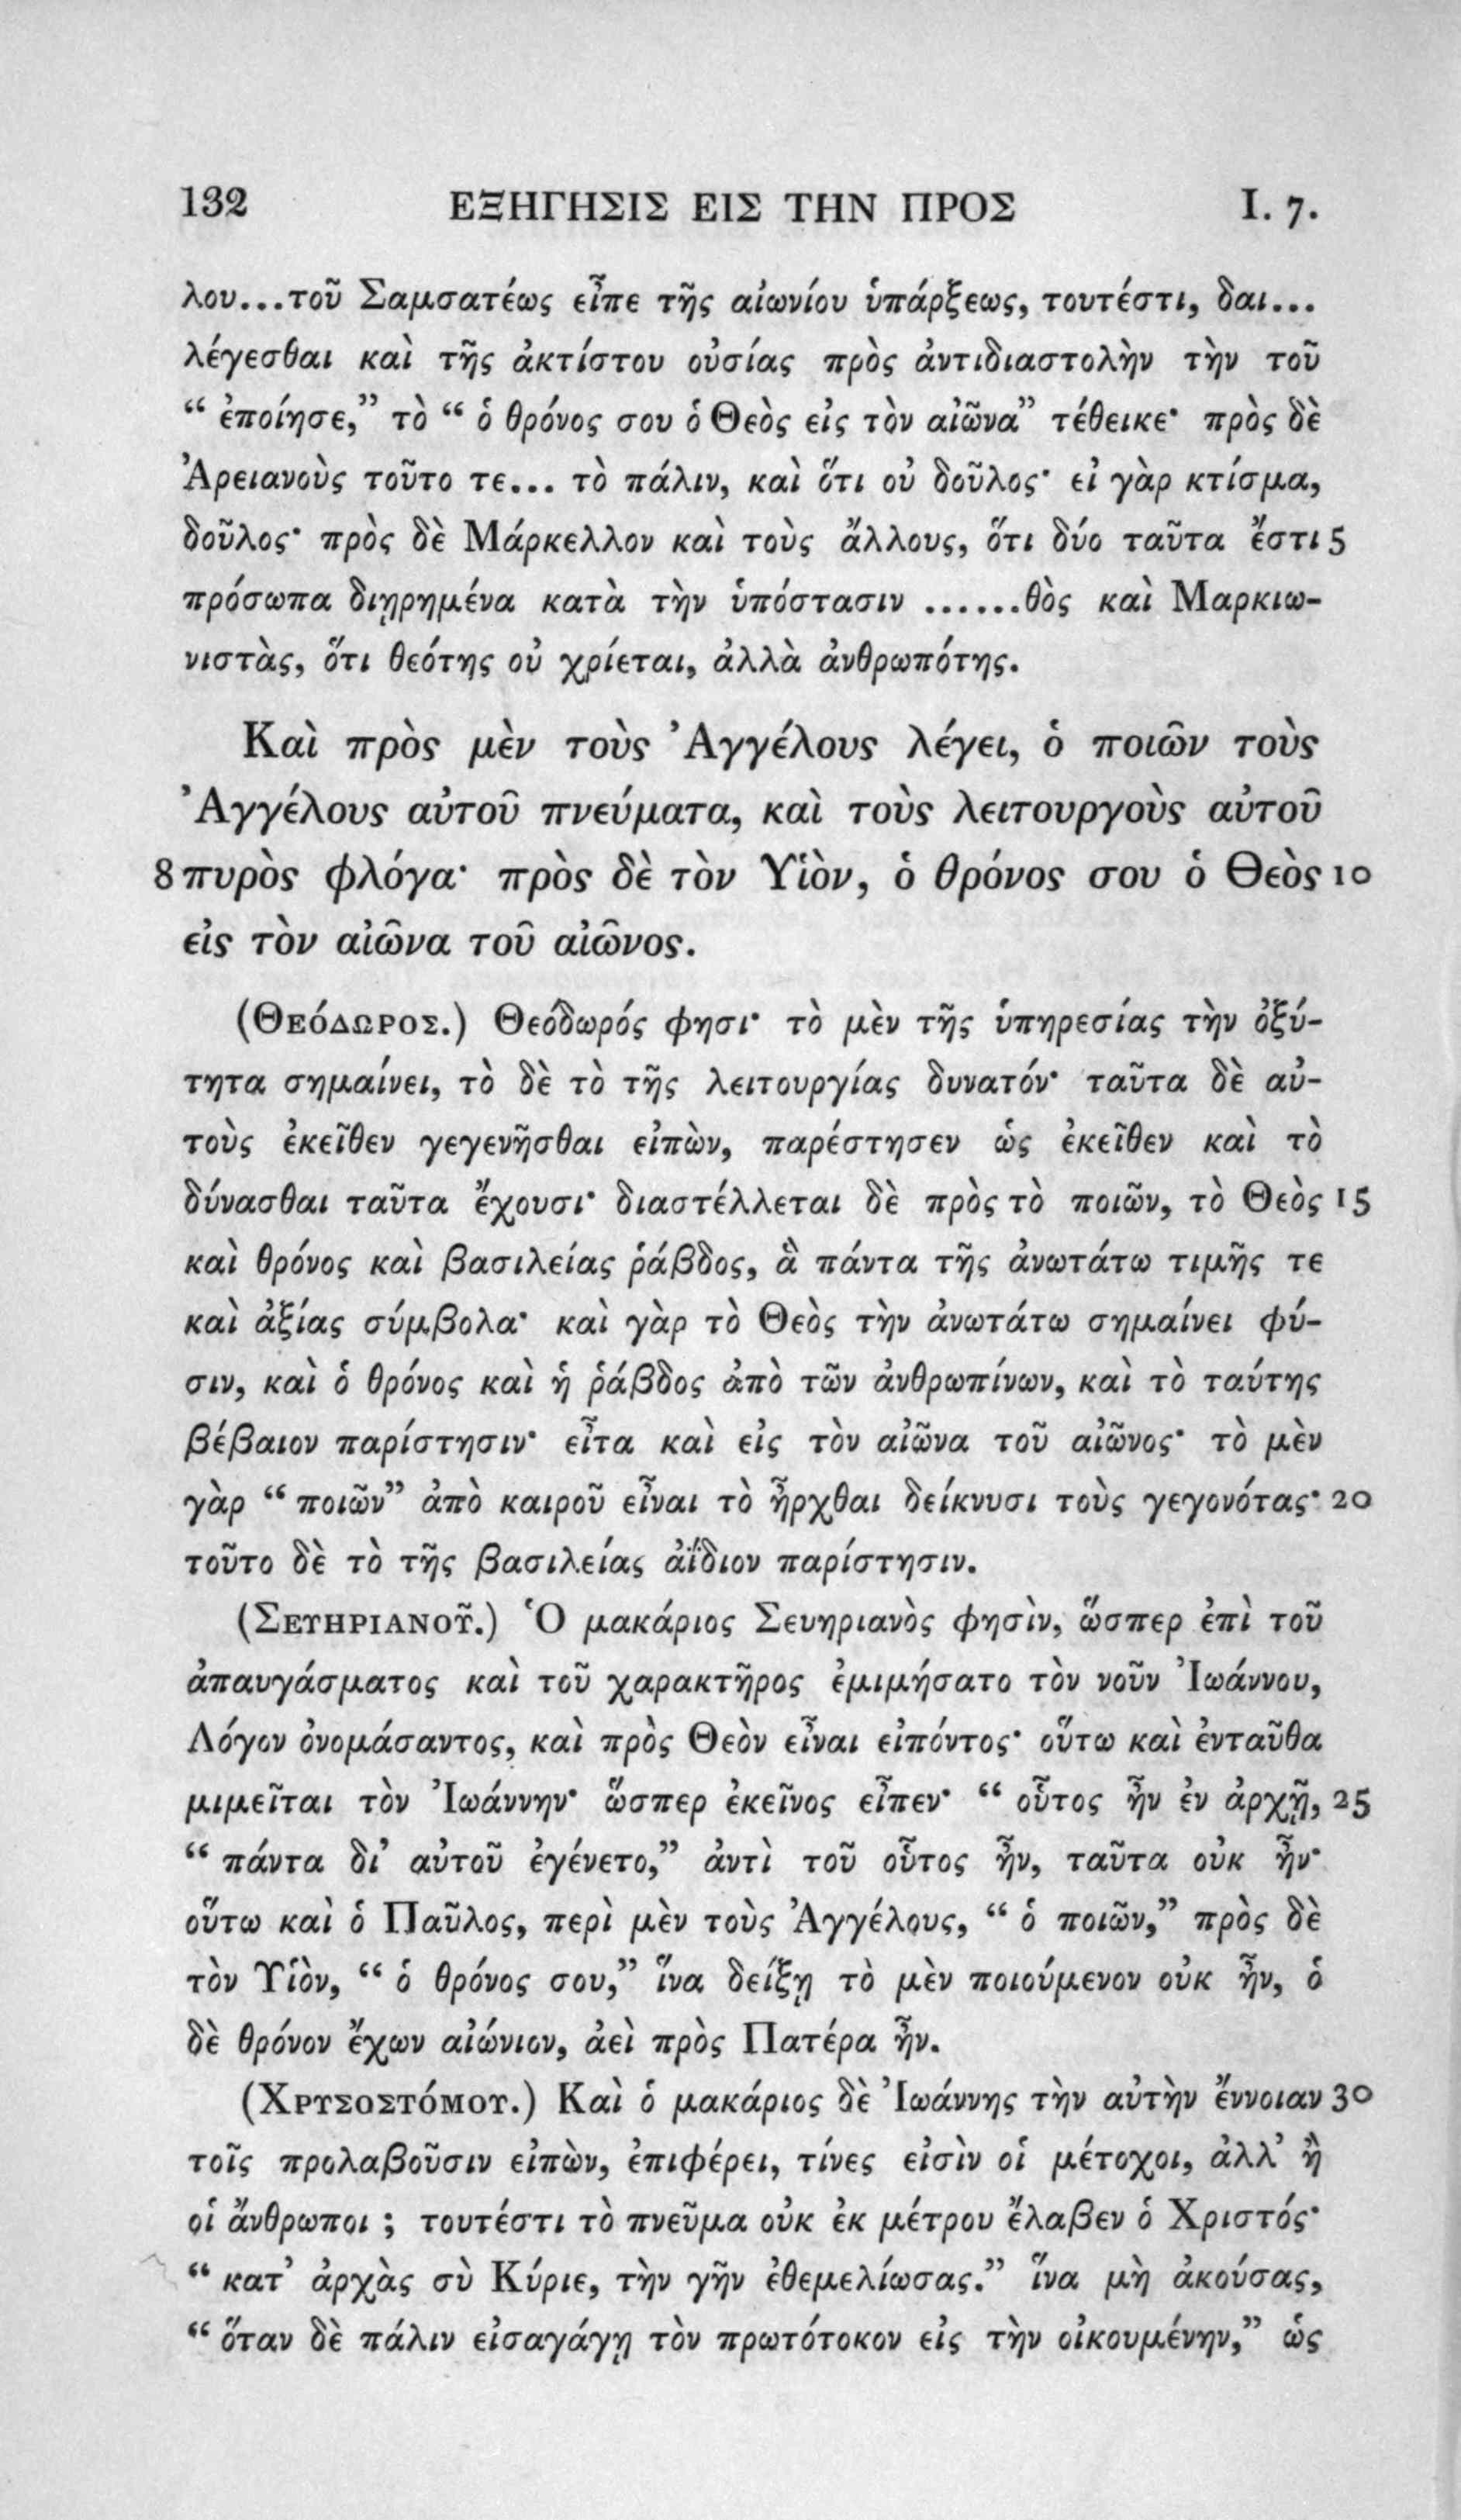 132 ΕΞΗΓΗΣΙΣ ΕΙΣ ΤΗΝ ΠΡΟΣ I. 7.
λου...τοῦ Σαμσατέως εἶπε τῆς αἰωνίου ὑπάρξεως, τουτέστι, δαι...
λέγεσθαι καὶ τῆς ἀκτίστου οὐσίας πρὸς ἀντιδιαστολὴν τὴν τοῦ
“ ἐποίησε,” τὸ “ ὁ θρόνος σου ὁ Θεὸς εἰς τὸν αἰῶνα” τέθεικε· πρὸς δὲ
Ἀρειανοὺς τοῦτο τε... τὸ πάλιν, καὶ ὅτι οὐ δοῦλος· εἰ γὰρ κτίσμα,
δοῦλος· πρὸς δὲ Μάρκελλον καὶ τοὺς ἄλλους, ὅτι δύο ταῦτα ἔστι 5
πρόσωπα διῃρημένα κατὰ τὴν ὑπόστασιν ......θὸς καὶ Μαρκιω-
νιστὰς, ὅτι θεότης οὐ χρίεται, ἀλλὰ ἀνθρωπότης.
Καὶ πρὸς μὲν τοὺς Ἀγγέλους λέγει, ὁ ποιῶν τοὺς
Ἀγγέλους αὐτοῦ πνεύματα, καὶ τοὺς λειτουργοὺς αὐτοῦ
8 πυρὸς φλόγα· πρὸς δὲ τὸν Υἱὸν, ὁ θρόνος σου ὁ Θεὸς 10
εἰς τὸν αἰῶνα τοῦ αἰῶνος.
(ΘΕΌΔΩΡΟΣ.) Θεόδωρός φησι· τὸ μὲν τῆς ὑπηρεσίας τὴν ὀξύ-
τητα σημαίνει, τὸ δὲ τὸ τῆς λειτουργίας δυνατόν· ταῦτα δὲ αὐ-
τοὺς ἐκεῖθεν γεγενῆσθαι εἰπὼν, παρέστησεν ὡς ἐκεῖθεν καὶ τὸ
δύνασθαι ταῦτα ἔχουσι· διαστέλλεται δὲ πρὸς τὸ ποιῶν, τὸ Θεὸς 15
καὶ θρόνος καὶ βασιλείας ῥάβδος, ἃ πάντα τῆς ἀνωτάτω τιμῆς τε
καὶ ἀξίας σύμβολα· καὶ γὰρ τὸ Θεὸς τὴν ἀνωτάτω σημαίνει φύ-
σιν, καὶ ὁ θρόνος καὶ ἡ ῥάβδος ἀπὸ τῶν ἀνθρωπίνων, καὶ τὸ ταύτης
βέβαιον παρίστησιν· εἶτα καὶ εἰς τὸν αἰῶνα τοῦ αἰῶνος· τὸ μὲν
γὰρ “ ποιῶν” ἀπὸ καιροῦ εἶναι τὸ ἦρχθαι δείκνυσι τοὺς γεγονότας· 20
τοῦτο δὲ τὸ τῆς βασιλείας ἀΐδιον παρίστησιν.
(ΣΕΥΗΡΙΑΝΟΥ͂.) Ὁ μακάριος Σευηριανὸς φησὶν, ὥσπερ ἐπὶ τοῦ
ἀπαυγάσματος καὶ τοῦ χαρακτῆρος ἐμιμήσατο τὸν νοῦν Ἰωάννου,
Λόγον ὀνομάσαντος, καὶ πρὸς Θεὸν εἶναι εἰπόντος· οὕτω καὶ ἐνταῦθα
μιμεῖται τὸν Ἰωάννην· ὥσπερ ἐκεῖνος εἶπεν· “ οὗτος ἦν ἐν ἀρχῇ, 25
“ πάντα δι’ αὐτοῦ ἐγένετο,” ἀντὶ τοῦ οὗτος ἦν, ταῦτα οὐκ ἦν·
οὕτω καὶ ὁ Παῦλος, περὶ μὲν τοὺς Ἀγγέλους, “ ὁ ποιῶν,” πρὸς δὲ
τὸν Υἱὸν, “ ὁ θρόνος σου,” ἵνα δείξῃ τὸ μὲν ποιούμενον οὐκ ἦν, ὁ
δὲ θρόνον ἔχων αἰώνιον, ἀεὶ πρὸς Πατέρα ἦν.
(ΧΡΥΣΟΣΤΌΜΟΥ.) Καὶ ὁ μακάριος δὲ Ἰωάννης τὴν αὐτὴν ἔννοιαν 30
τοῖς προλαβοῦσιν εἰπὼν, ἐπιφέρει, τίνες εἰσὶν οἱ μέτοχοι, ἀλλ’ ἢ
οἱ ἄνθρωποι ; τουτέστι τὸ πνεῦμα οὐκ ἐκ μέτρου ἔλαβεν ὁ Χριστός·
“ κατ’ ἀρχὰς σὺ Κύριε, τὴν γῆν ἐθεμελίωσας.” ἵνα μὴ ἀκούσας,
“ ὅταν δὲ πάλιν εἰσαγάγῃ τὸν πρωτότοκον εἰς τὴν οἰκουμένην,” ὡς